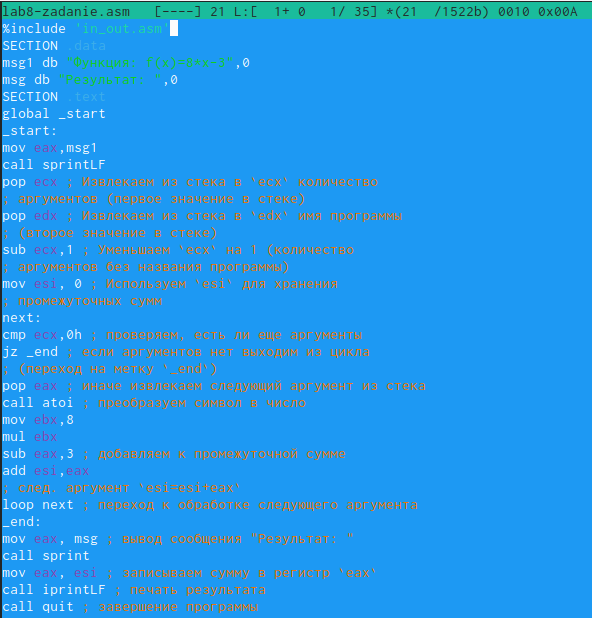 lab8-zadanie.asm [----] 21 L:[ 1+ 0 1/ 35] *(21 /1522b) 0010 0x00A
%include 'in_out.asm'
SECTION .data
msg1 db "Функция: f(x)=8*x-3",0
msg db "Результат: ",0
SECTION .text
global _start
_start:
mov eax,msg1
call sprintLF
pop ecx ; Извлекаем из стека в `ecx` количество
; аргументов (первое значение в стеке)
pop edx ; Извлекаем из стека в `edx` имя программы
; (второе значение в стеке)
sub ecx,1 ; Уменьшаем `ecx` на 1 (количество
; аргументов без названия программы)
mov esi, 0 ; Используем `esi` для хранения
; промежуточных сумм
next:
cmp ecx,0h ; проверяем, есть ли еще аргументы
jz _end ; если аргументов нет выходим из цикла
; (переход на метку `_end`)
pop eax ; иначе извлекаем следующий аргумент из стека
call atoi ; преобразуем символ в число
mov ebx,8
mul ebx
sub eax,3 ; добавляем к промежуточной сумме
add esi,eax
; след. аргумент `esi=esi+eax`
loop next ; переход к обработке следующего аргумента
_end:
mov eax, msg ; вывод сообщения "Результат: "
call sprint
mov eax, esi ; записываем сумму в регистр `eax`
call iprintLF ; печать результата
call quit ; завершение программы